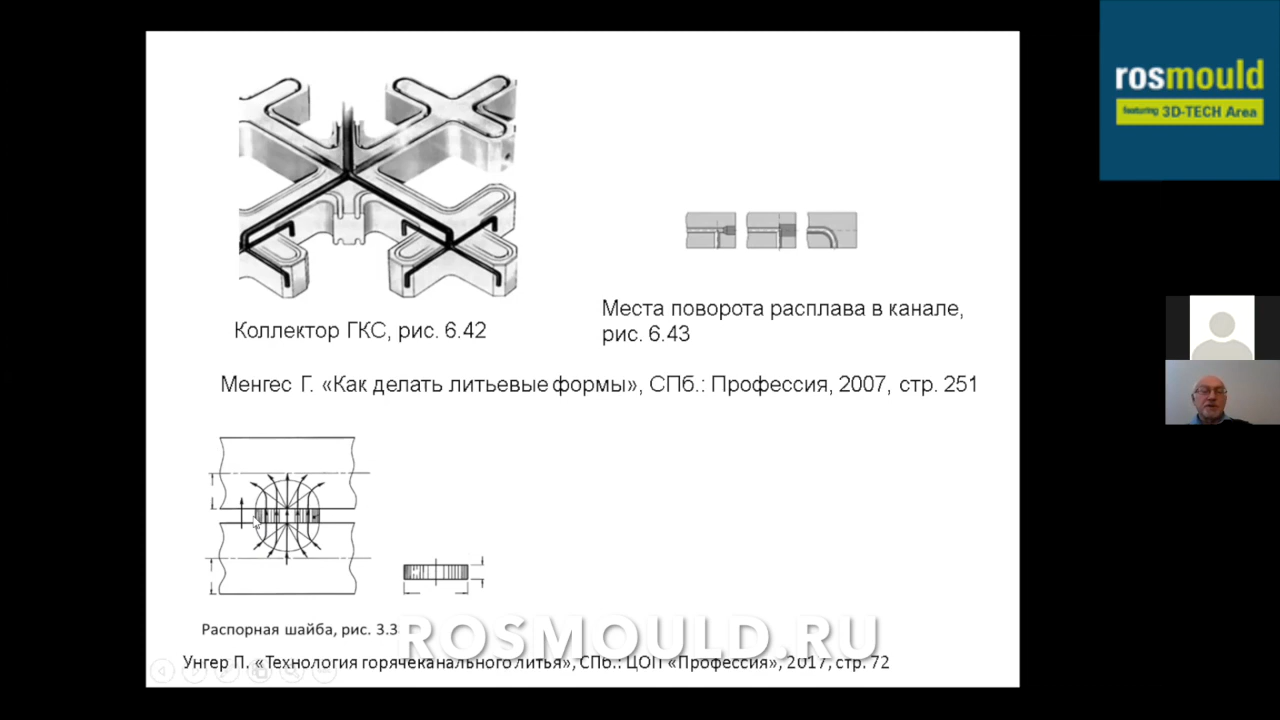 rosmould
featuring 3D-TECH Area
Коллектор ГКС, рис. 6.42
Места поворота расплава в канале,
рис. 6.43
Менгес Г. «Как делать литьевые формы», СПб.: Профессия, 2007, стр. 251
Распорная шайба, рис. 3.3
ROSMOULD.RU
Унгер П. «Технология горячеканального литья», СПб.: ЦОП «Профессия», 2017, стр. 72